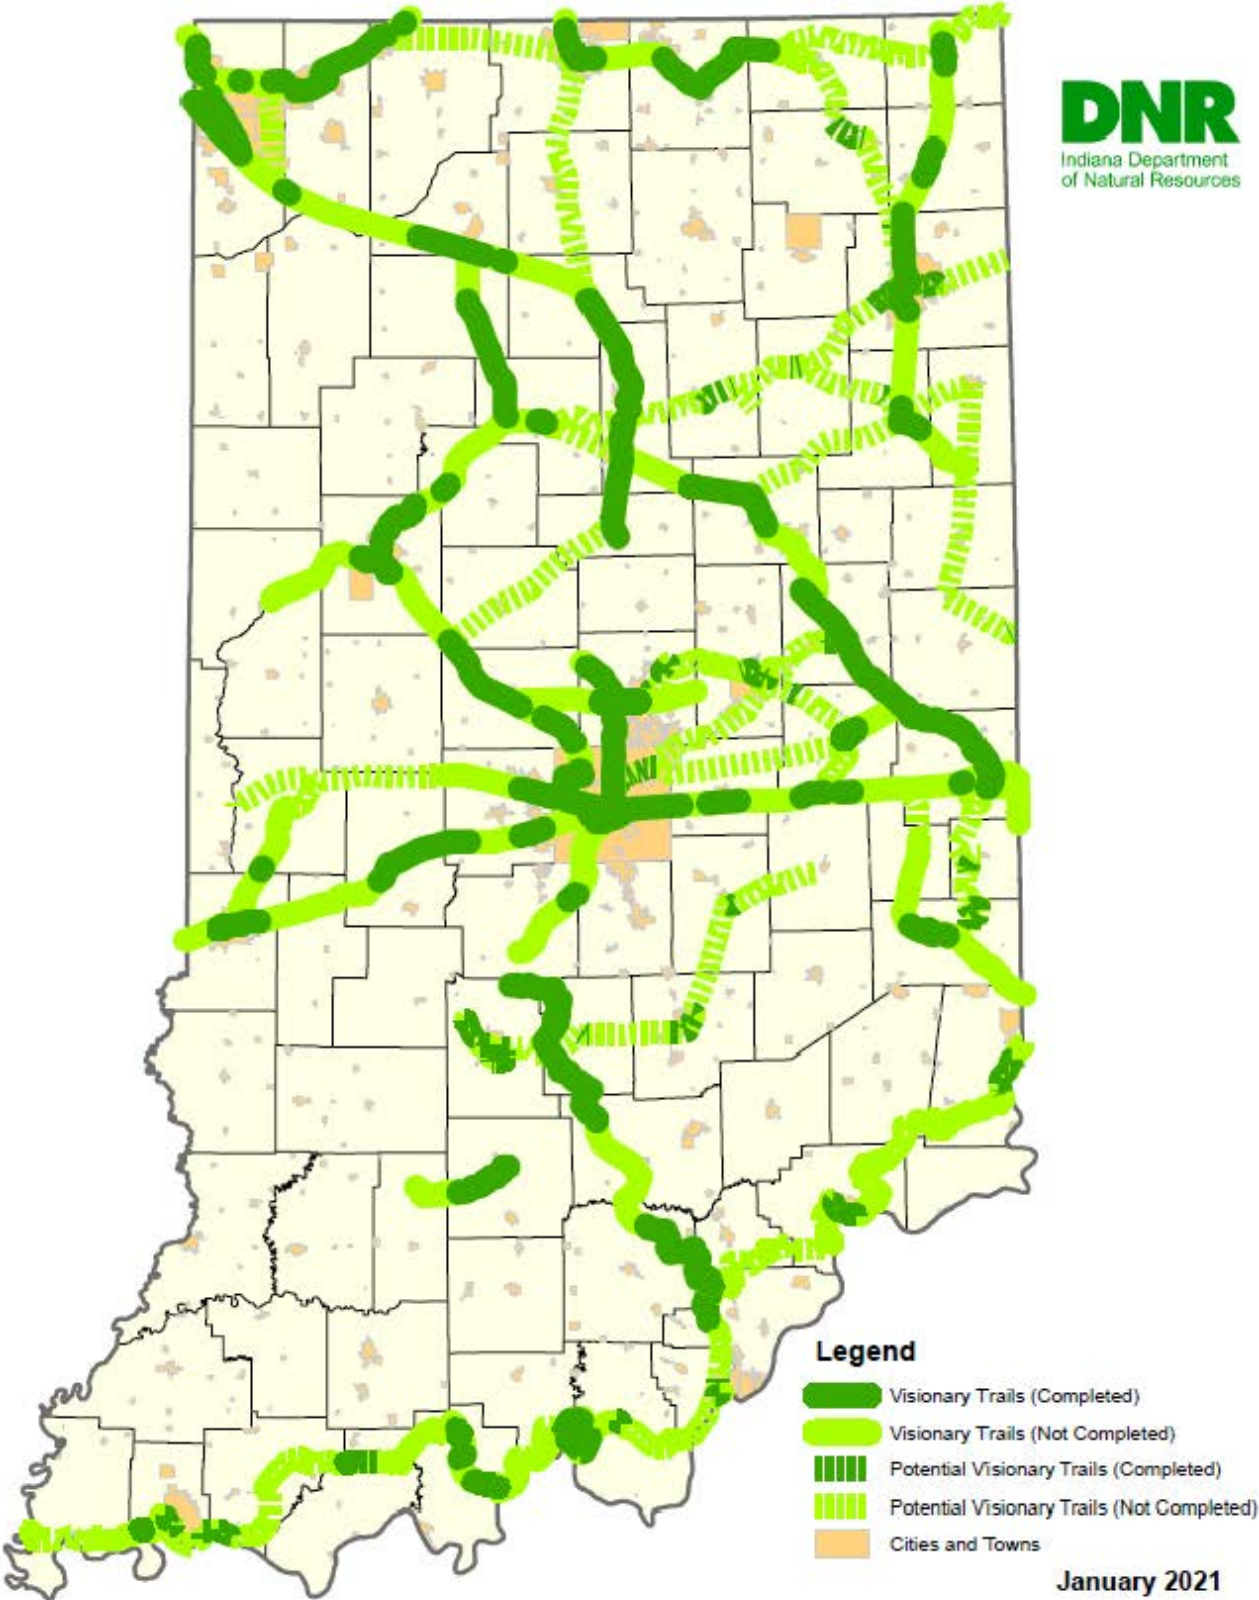 DNR
Indiana Department
of Natural Resources
Legend
Visionary Trails (Completed)
Visionary Trails (Not Completed)
Potential Visionary Trails (Completed)
Potential Visionary Trails (Not Completed)
Cities and Towns
January 2021